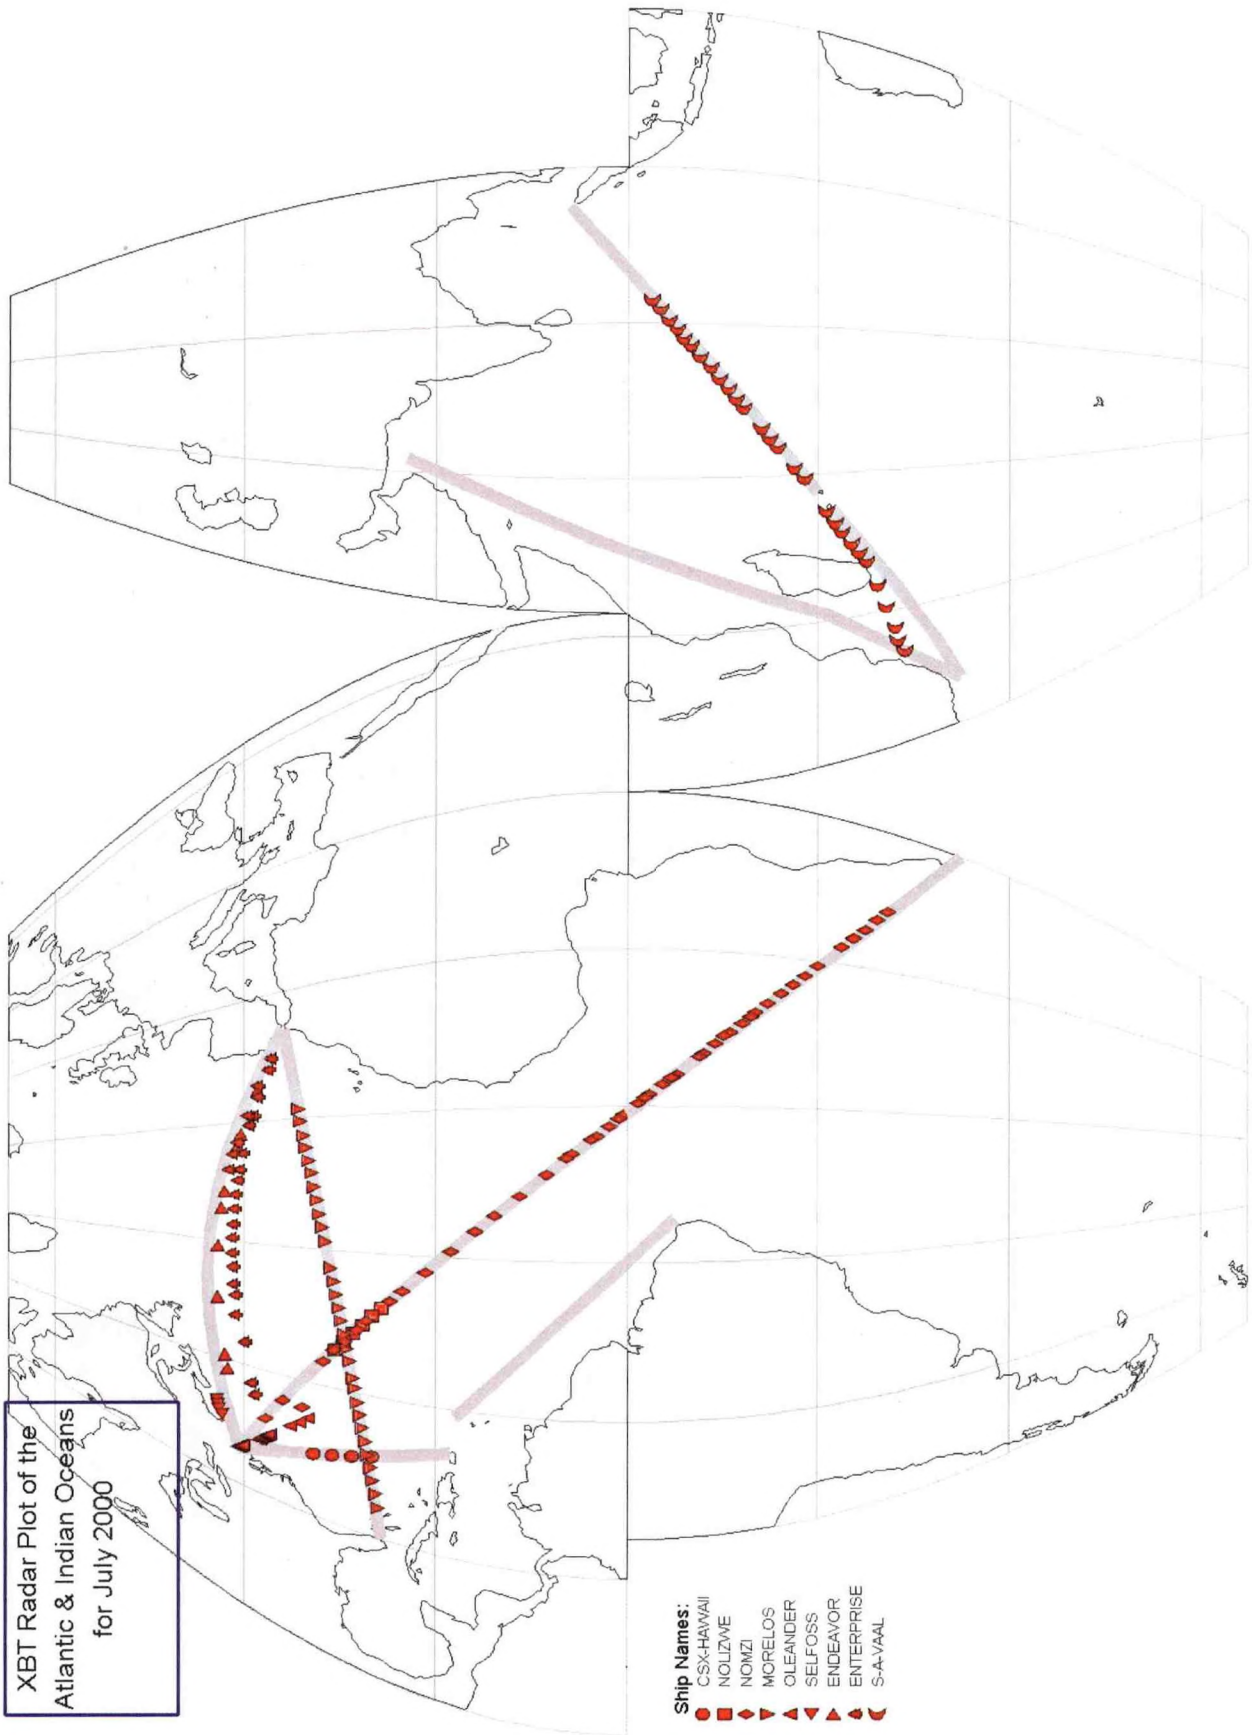 XBT Radar Plot of the
Atlantic & Indian Oceans
for July 2000
Ship Names:
CSX-HAWAII
NOLIZWE
NOMZI
MORELOS
OLEANDER
SELFOSS
ENDEAVOR
ENTERPRISE
S-A-VAAL